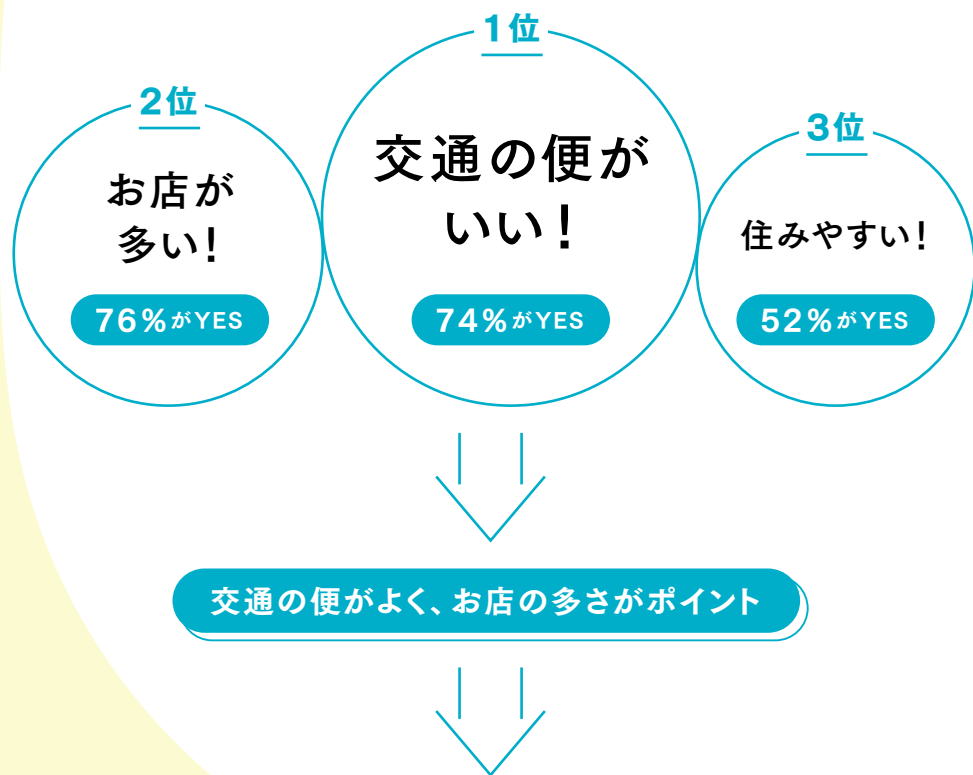 1位
交通の便が
いい!
74%がYES
2位
お店が
多い!
76%がYES
3位
住みやすい!
52%がYES
交通の便がよく、お店の多さがポイント